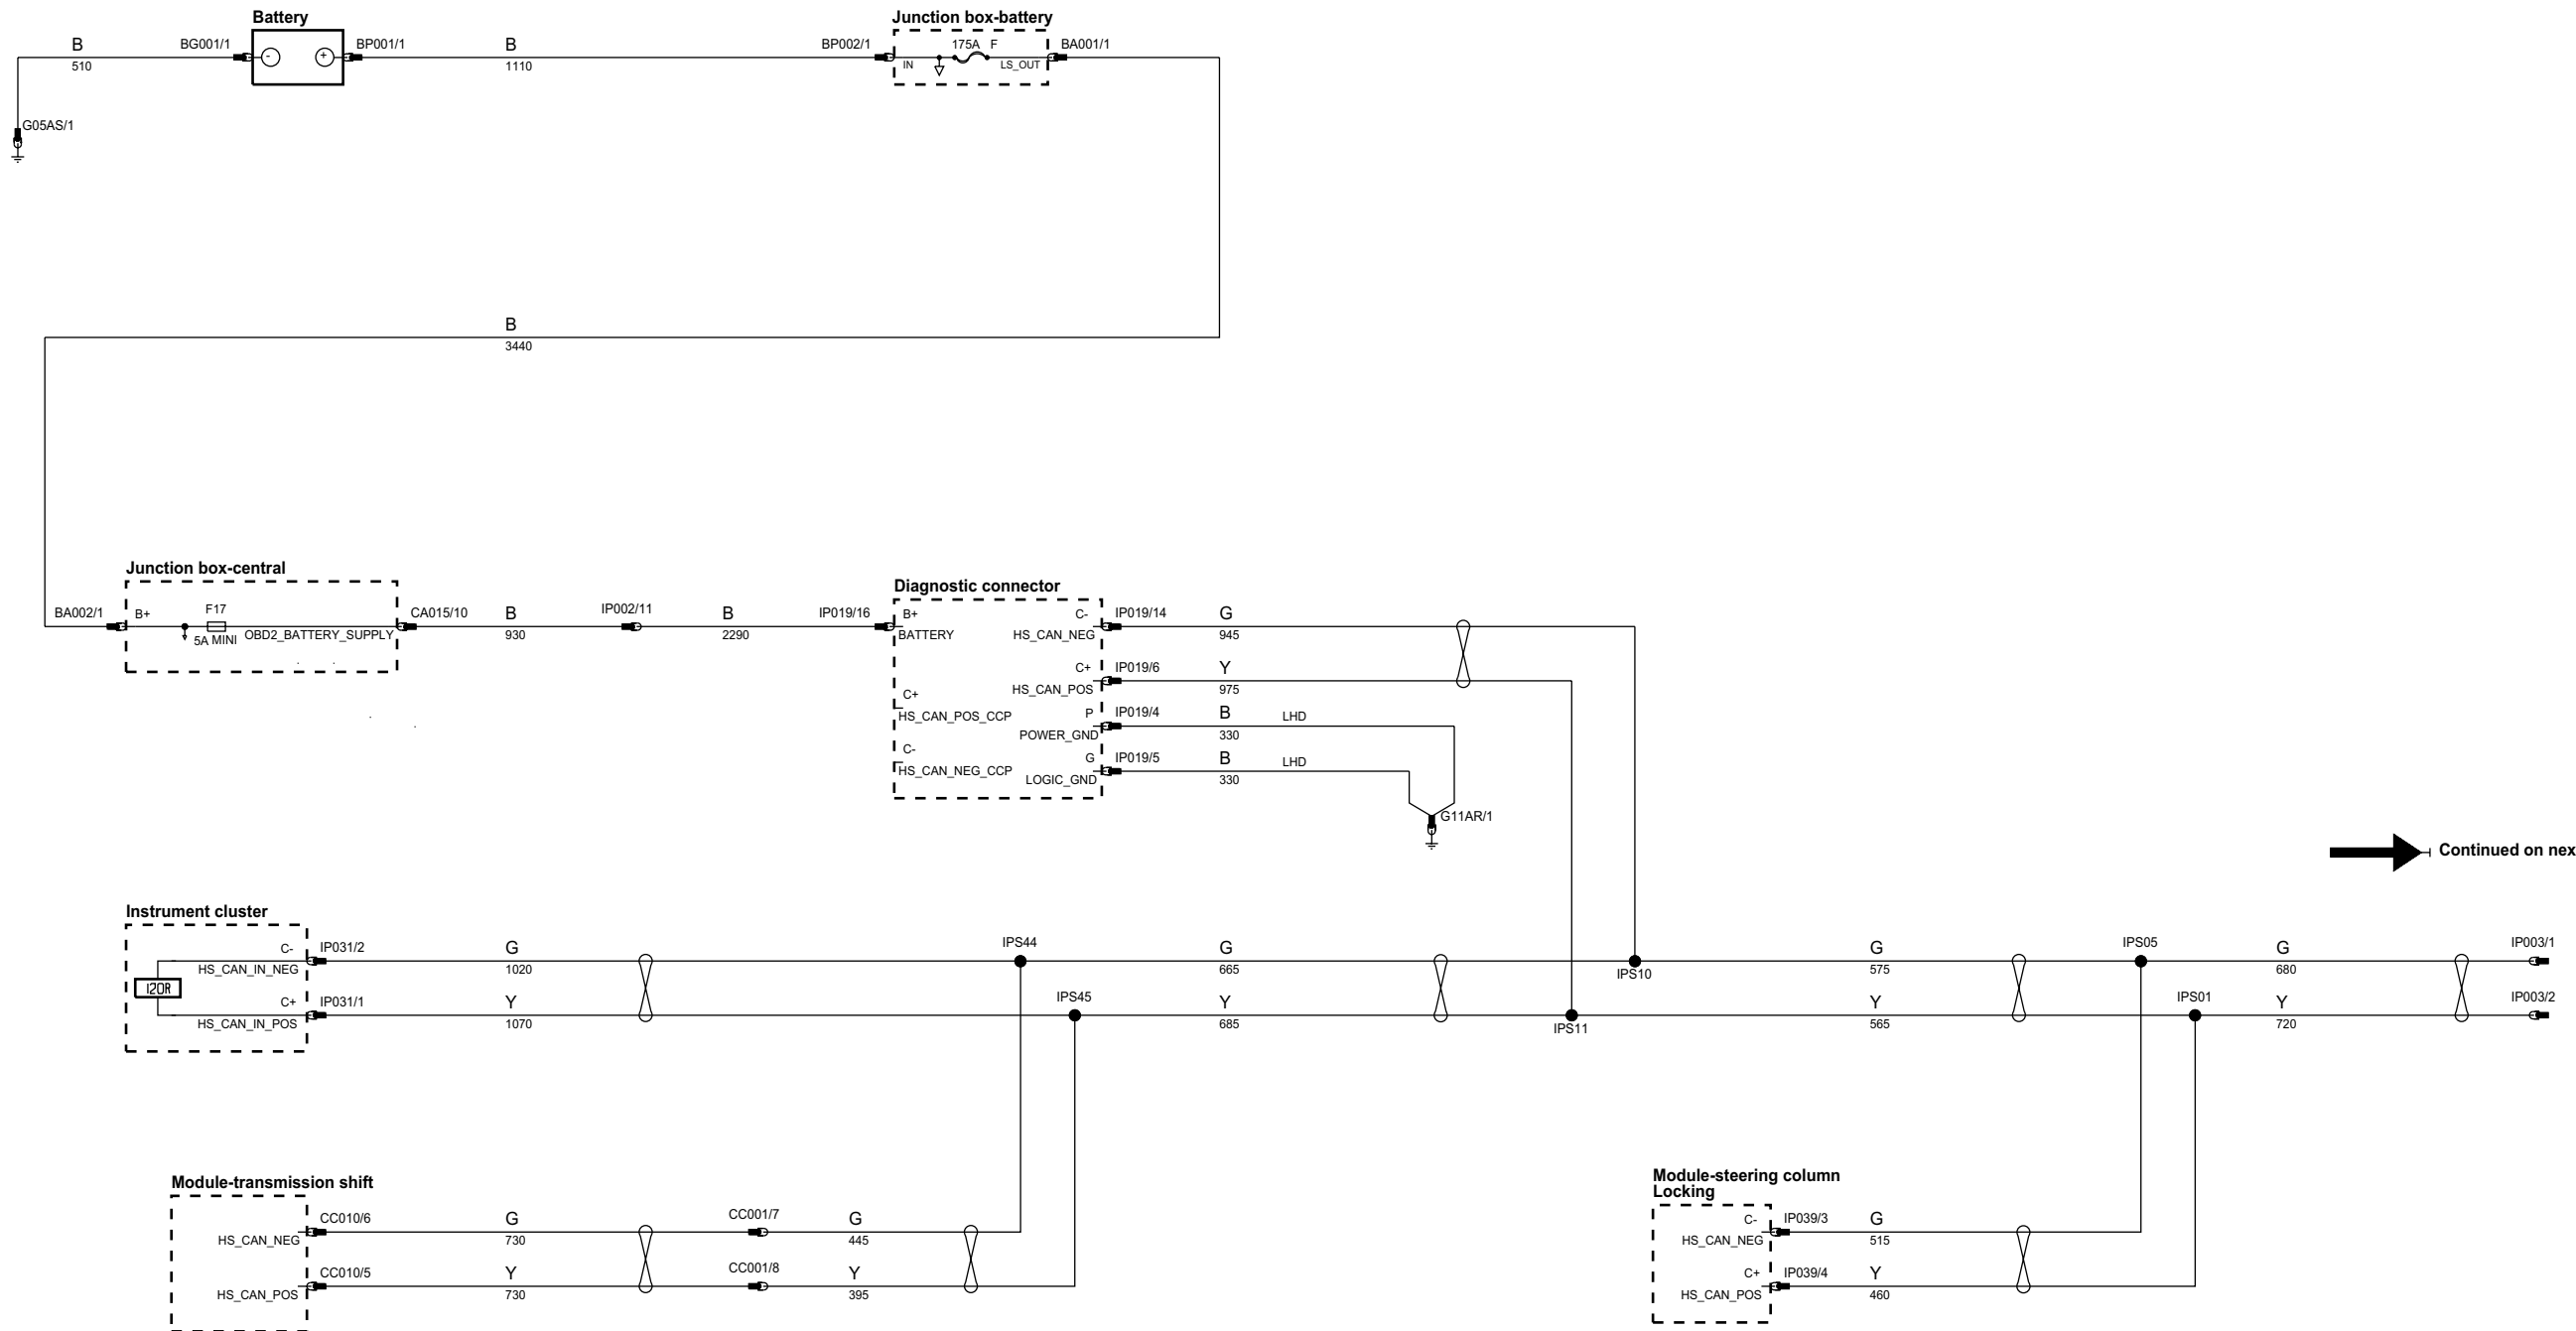 Battery
Junction box-battery
B
510
BG001/1
-
+
BP001/1
B
1110
BP002/1
175A F
IN
LS_OUT
BA001/1
G05AS/1
B
3440
Junction box-central
BA002/1
B+
F17
5A MINI
OBD2_BATTERY_SUPPLY
CA015/10
B
930
IP002/11
B
2290
IP019/16
Diagnostic connector
B+
BATTERY
C-
HS_CAN_NEG
IP019/14
G
945
C+
HS_CAN_POS
IP019/6
Y
975
C+
HS_CAN_POS_CCP
P
POWER_GND
IP019/4
B
330
LHD
C-
HS_CAN_NEG_CCP
G
LOGIC_GND
IP019/5
B
330
LHD
G11AR/1
Continued on nex
Instrument cluster
C-
HS_CAN_IN_NEG
IP031/2
G
1020
IPS44
G
665
IPS10
G
575
IPS05
G
680
IP003/1
120R
C+
HS_CAN_IN_POS
IP031/1
Y
1070
IPS45
Y
685
IPS11
Y
565
IPS01
Y
720
IP003/2
Module-transmission shift
HS_CAN_NEG
CC010/6
G
730
CC001/7
G
445
HS_CAN_POS
CC010/5
Y
730
CC001/8
Y
395
Module-steering column
Locking
C-
HS_CAN_NEG
IP039/3
G
515
C+
HS_CAN_POS
IP039/4
Y
460